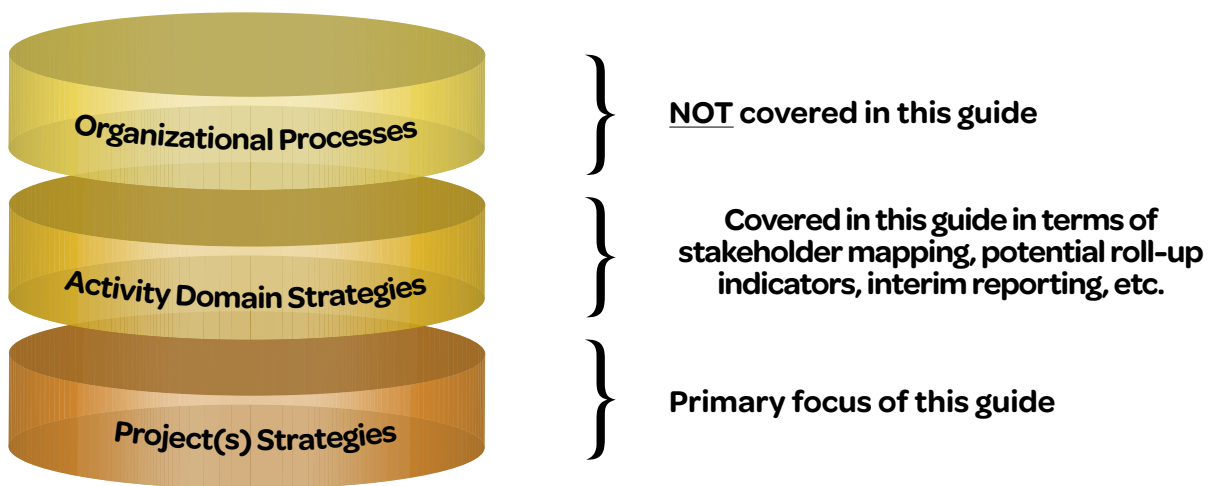 Organizational Processes
NOT covered in this guide
Activity Domain Strategies
Covered in this guide in terms of
stakeholder mapping, potential roll-up
indicators, interim reporting, etc.
Project(s) Strategies
Primary focus of this guide